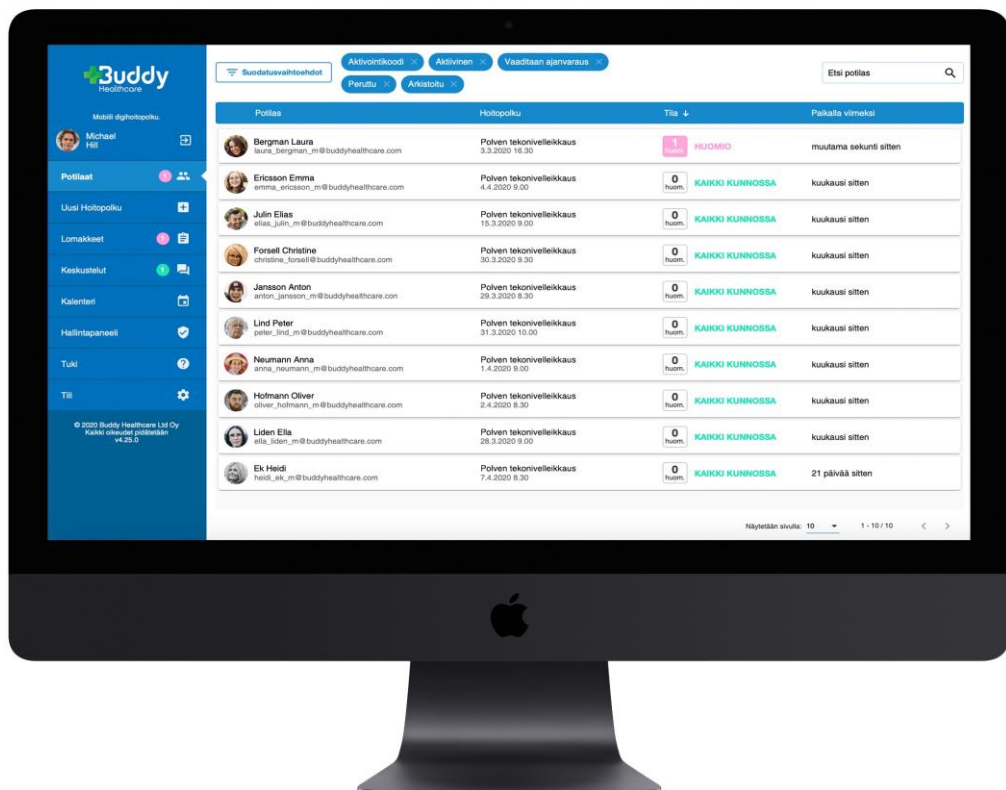 Buddy
Healthcare
Mobiili digihoitopolku.
Michael
Hill
Potilaat 1
Uusi Hoitopolku
Lomakkeet 1
Keskustelut 1
Kalenteri
Hallintapaneeli
Tuki
Tili
© 2020 Buddy Healthcare Ltd Oy
Kaikki oikeudet pidätetään
v4.25.0
Suodatusvaihtoehdot
Aktivointikoodi Aktiivinen Vaaditaan ajanvaraus
Peruttu Arkistoitu
Etsi potilas
Potilas Hoitopolku Tila Paikalla viimeksi
Bergman Laura Polven tekonivelleikkaus 1 HUOMIO muutama sekunti sitten
laura_bergman_m@buddyhealthcare.com 3.3.2020 16.30 huom.
Ericsson Emma Polven tekonivelleikkaus 0 KAIKKI KUNNOSSA kuukausi sitten
emma_ericsson_m@buddyhealthcare.com 4.4.2020 9.00 huom.
Julin Elias Polven tekonivelleikkaus 0 KAIKKI KUNNOSSA kuukausi sitten
elias_julin_m@buddyhealthcare.com 15.3.2020 9.00 huom.
Forsell Christine Polven tekonivelleikkaus 0 KAIKKI KUNNOSSA kuukausi sitten
christine_forsell@buddyhealthcare.com 30.3.2020 9.30 huom.
Jansson Anton Polven tekonivelleikkaus 0 KAIKKI KUNNOSSA kuukausi sitten
anton_jansson_m@buddyhealthcare.con 29.3.2020 8.30 huom.
Lind Peter Polven tekonivelleikkaus 0 KAIKKI KUNNOSSA kuukausi sitten
peter_lind_m@buddyhealthcare.com 31.3.2020 10.00 huom.
Neumann Anna Polven tekonivelleikkaus 0 KAIKKI KUNNOSSA kuukausi sitten
anna_neumann_m@buddyhealthcare.com 1.4.2020 9.00 huom.
Hofmann Oliver Polven tekonivelleikkaus 0 KAIKKI KUNNOSSA kuukausi sitten
oliver_hofmann_m@buddyhealthcare.com 2.4.2020 8.30 huom.
Liden Ella Polven tekonivelleikkaus 0 KAIKKI KUNNOSSA kuukausi sitten
ella_liden_m@buddyhealthcare.com 28.3.2020 9.00 huom.
Ek Heidi Polven tekonivelleikkaus 0 KAIKKI KUNNOSSA 21 päivää sitten
heidi_ek_m@buddyhealthcare.com 7.4.2020 8.30 huom.
Näytetään sivulla: 10 1 - 10 / 10